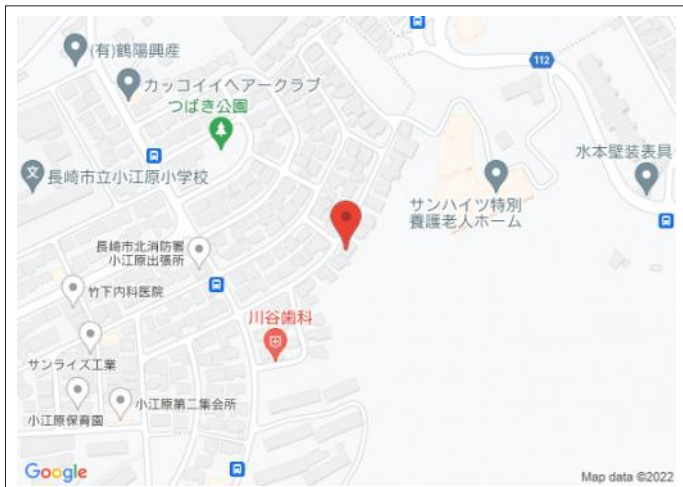 (有)鶴陽興産
カッコイイヘアークラブ
つばき公園
112
水本壁装表具
文
長崎市立小江原小学校
サンハイツ特別
養護老人ホーム
長崎市北消防署
小江原出張所
竹下内科医院
川谷歯科
サンライズ工業
小江原保育園
小江原第二集会所
Google
Map data ©2022